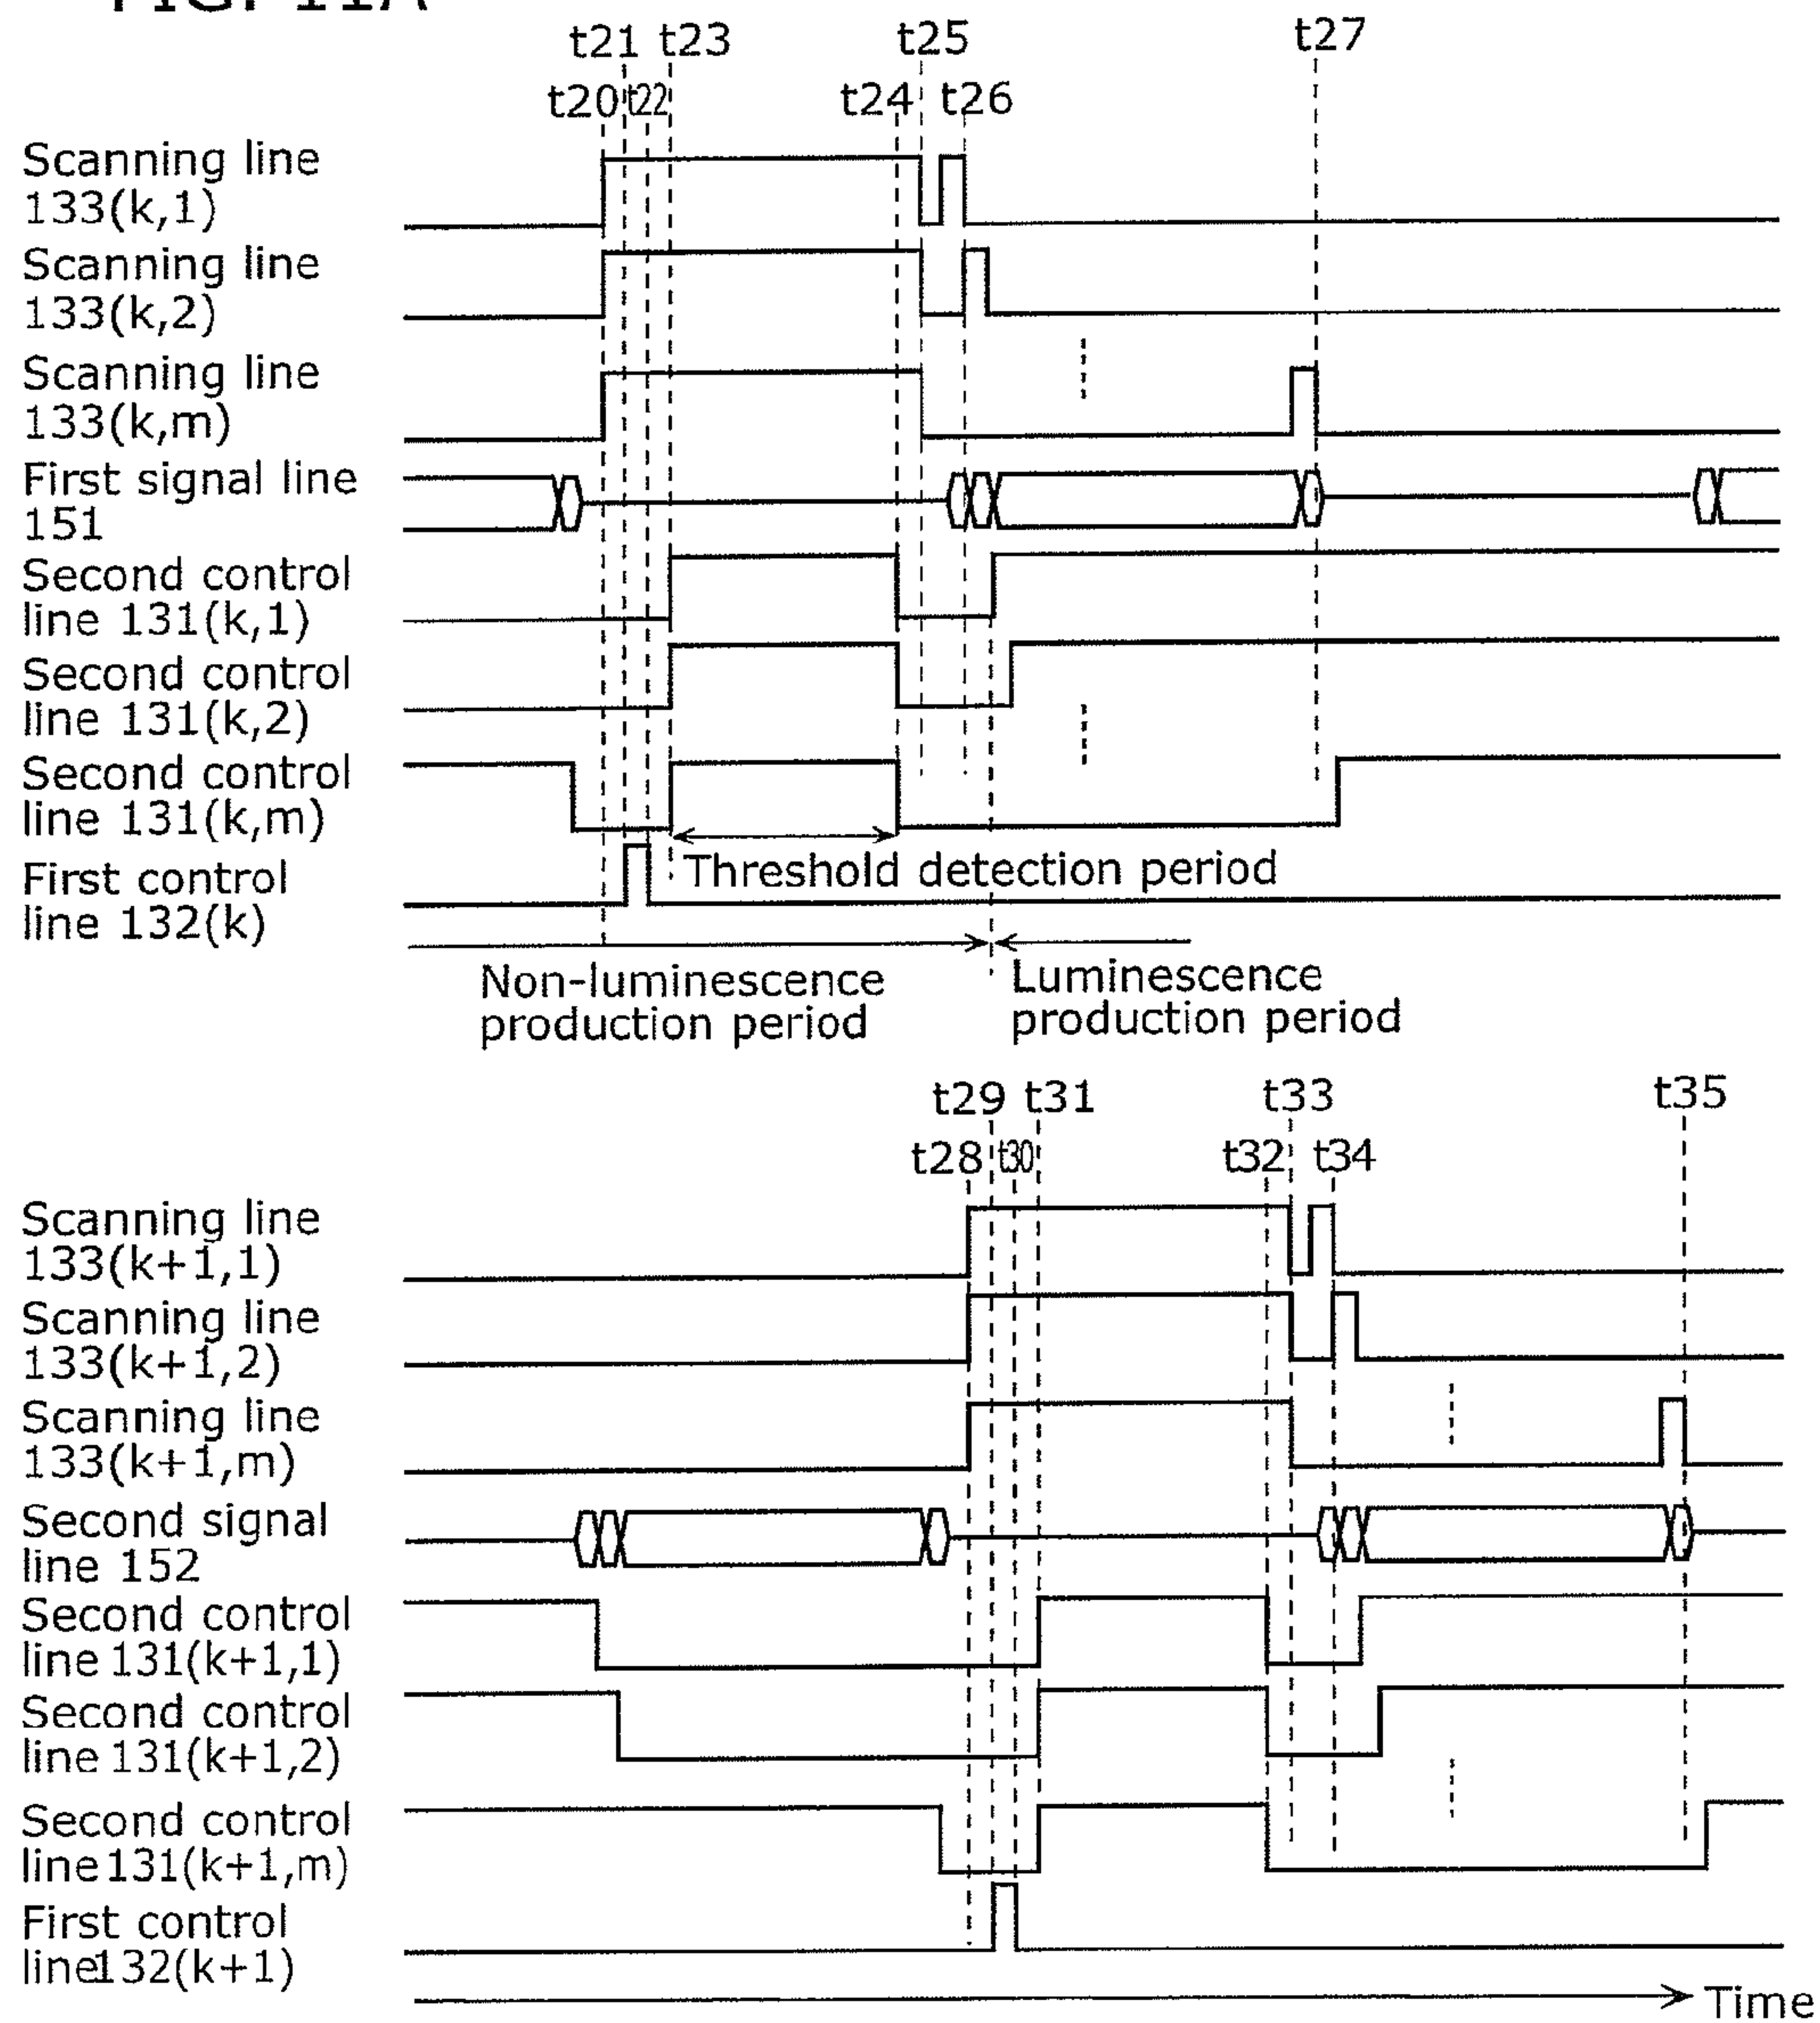 FIG. 11A
t21 t23 t25 t27
t20 t22 t24 t26
Scanning line
133(k,1)
Scanning line
133(k,2)
Scanning line
133(k,m)
First signal line
151
Second control
line 131(k,1)
Second control
line 131(k,2)
Second control
line 131(k,m)
Threshold detection period
First control
line 132(k)
Non-luminescence
production period
Luminescence
production period
t29 t31 t33 t35
t28 t30 t32 t34
Scanning line
133(k+1,1)
Scanning line
133(k+1,2)
Scanning line
133(k+1,m)
Second signal
line 152
Second control
line 131(k+1,1)
Second control
line 131(k+1,2)
Second control
line 131(k+1,m)
First control
line 132(k+1)
Time